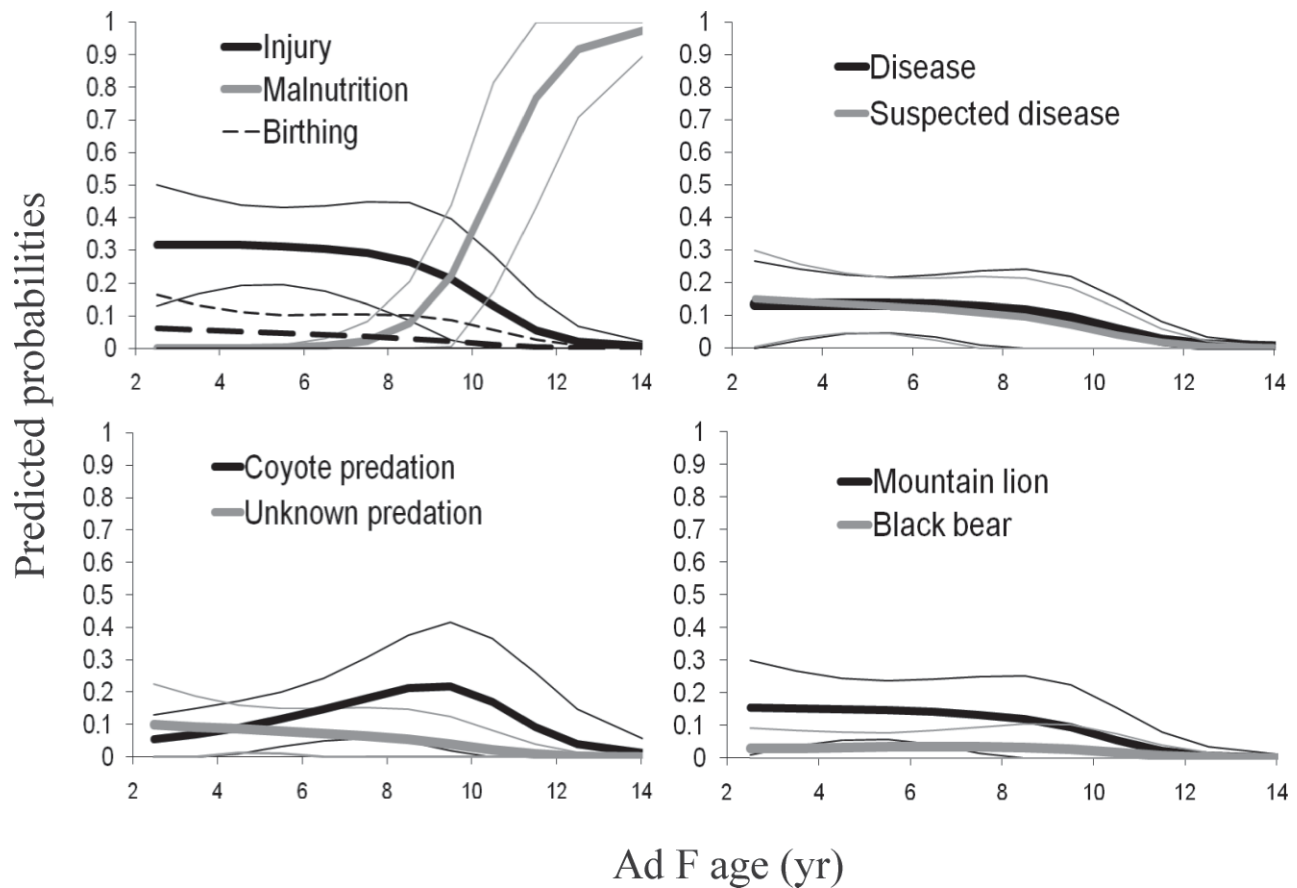 Predicted probabilities
1
0.9
0.8
0.7
0.6
0.5
0.4
0.3
0.2
0.1
0
Injury
Malnutrition
Birthing
2 4 6 8 10 12 14
1
0.9
0.8
0.7
0.6
0.5
0.4
0.3
0.2
0.1
0
Disease
Suspected disease
2 4 6 8 10 12 14
1
0.9
0.8
0.7
0.6
0.5
0.4
0.3
0.2
0.1
0
Coyote predation
Unknown predation
2 4 6 8 10 12 14
1
0.9
0.8
0.7
0.6
0.5
0.4
0.3
0.2
0.1
0
Mountain lion
Black bear
2 4 6 8 10 12 14
Ad F age (yr)